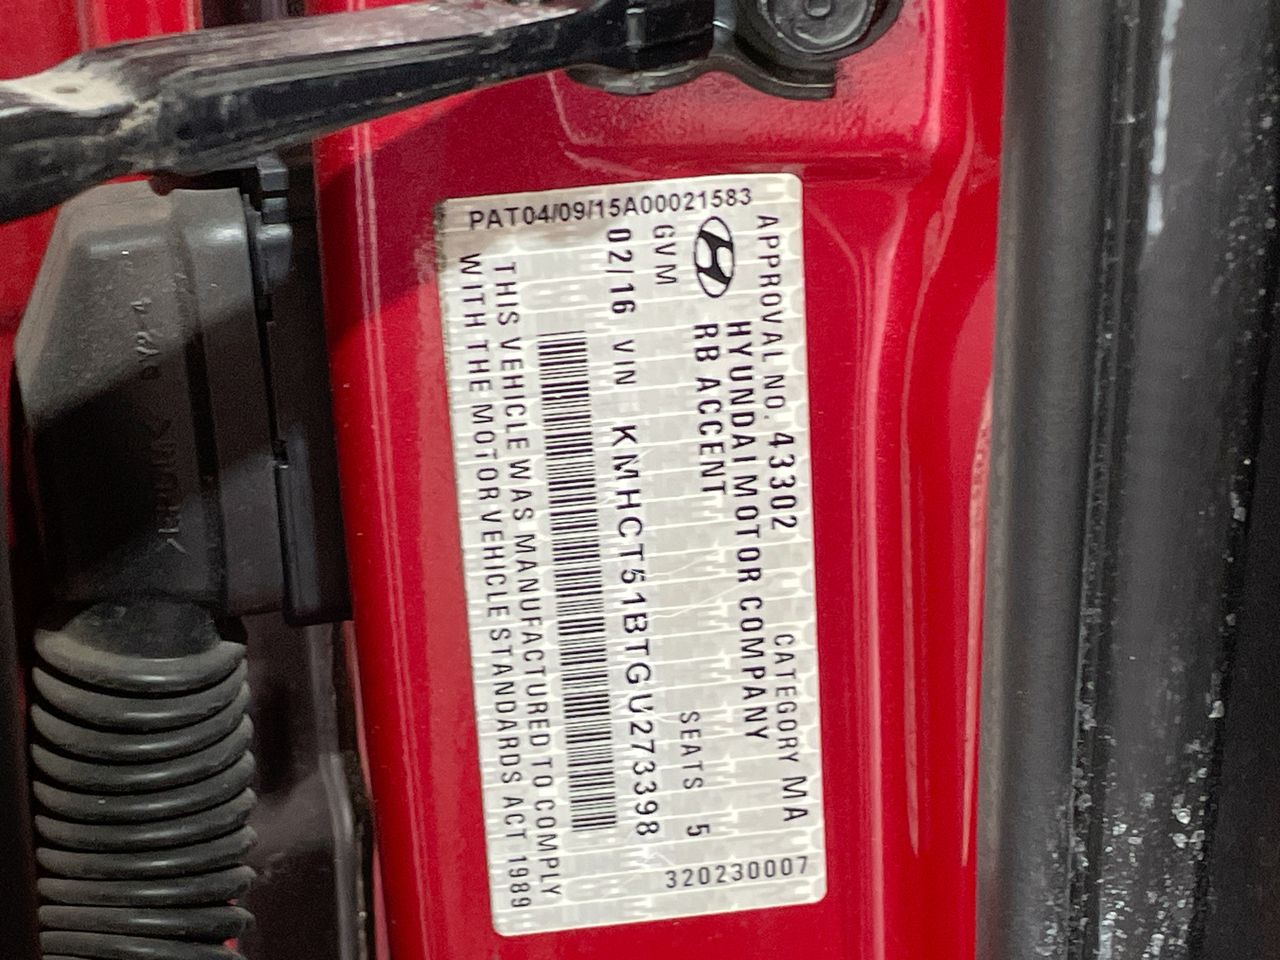 PAT04/09/15A00021583
APPROVAL NO. 43302 CATEGORY MA
HYUNDAI MOTOR COMPANY
RB ACCENT SEATS 5
GVM
02/16 VIN KMHCT51BTGU273398
THIS VEHICLE WAS MANUFACTURED TO COMPLY
WITH THE MOTOR VEHICLE STANDARDS ACT 1989
320230007